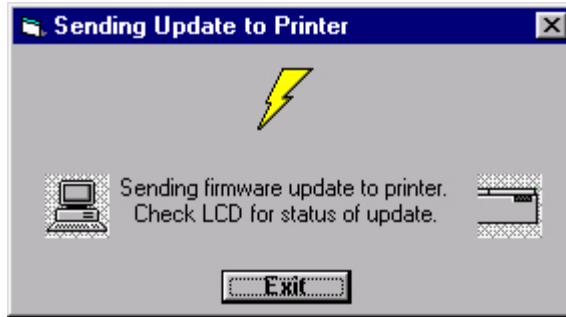 Sending Update to Printer
Sending firmware update to printer.
Check LCD for status of update.
Exit